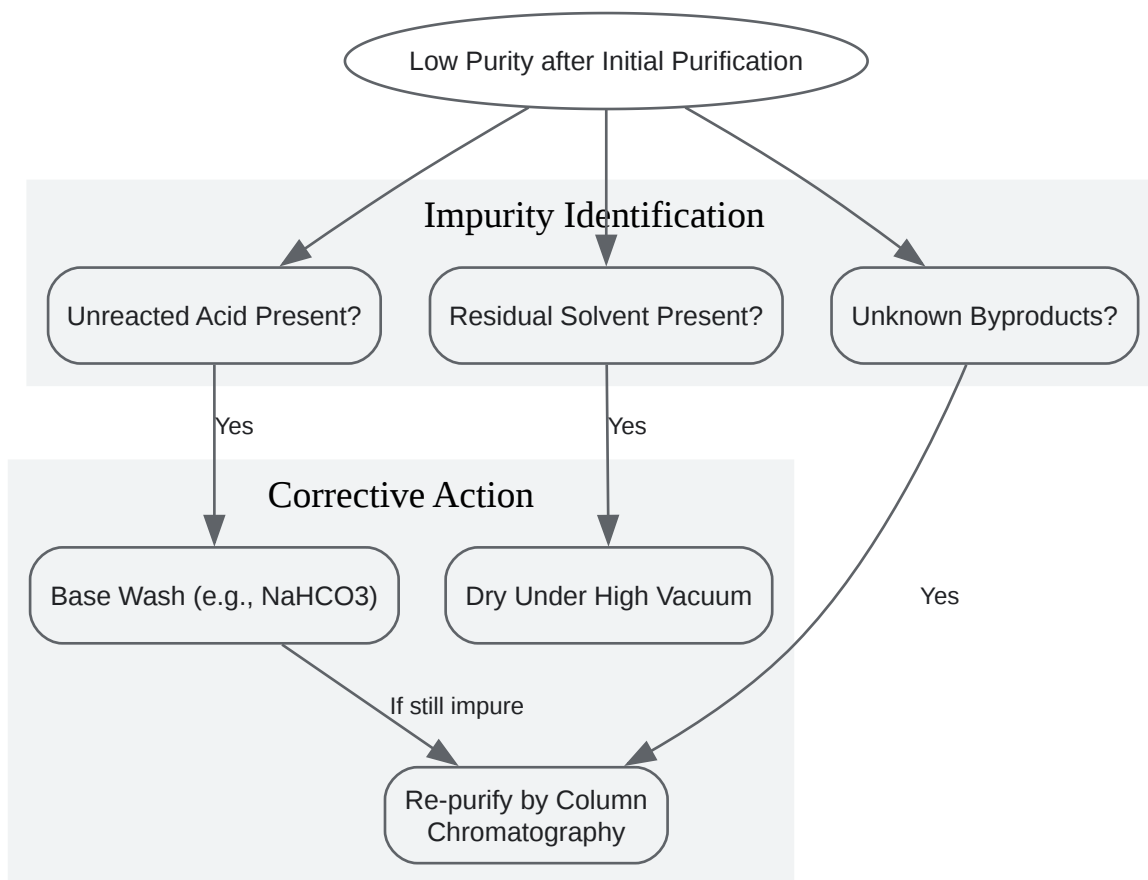 Low Purity after Initial Purification
Impurity Identification
Unreacted Acid Present?
Residual Solvent Present?
Unknown Byproducts?
Yes
Yes
Corrective Action
Base Wash (e.g., NaHCO3)
Dry Under High Vacuum
Yes
If still impure
Re-purify by Column
Chromatography